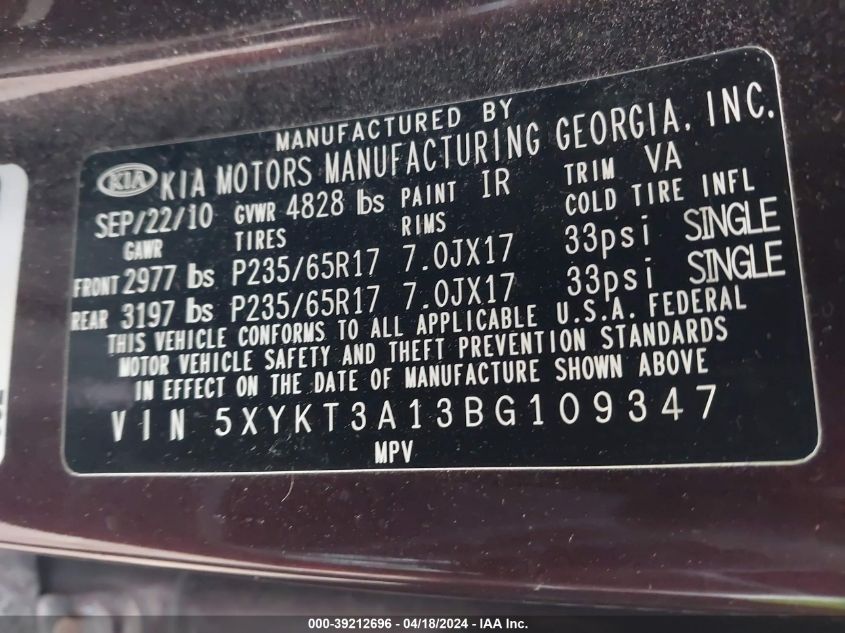 MANUFACTURED BY
KIA KIA MOTORS MANUFACTURING GEORGIA, INC.
SEP/22/10 GVWR 4828 lbs PAINT IR TRIM VA
GAWR TIRES RIMS COLD TIRE INFL
FRONT 2977 lbs P235/65R17 7.0JX17 33psi SINGLE
REAR 3197 lbs P235/65R17 7.0JX17 33psi SINGLE
THIS VEHICLE CONFORMS TO ALL APPLICABLE U.S.A. FEDERAL
MOTOR VEHICLE SAFETY AND THEFT PREVENTION STANDARDS
IN EFFECT ON THE DATE OF MANUFACTURE SHOWN ABOVE
VIN 5XYKT3A13BG109347
MPV
000-39212696 - 04/18/2024 - IAA Inc.